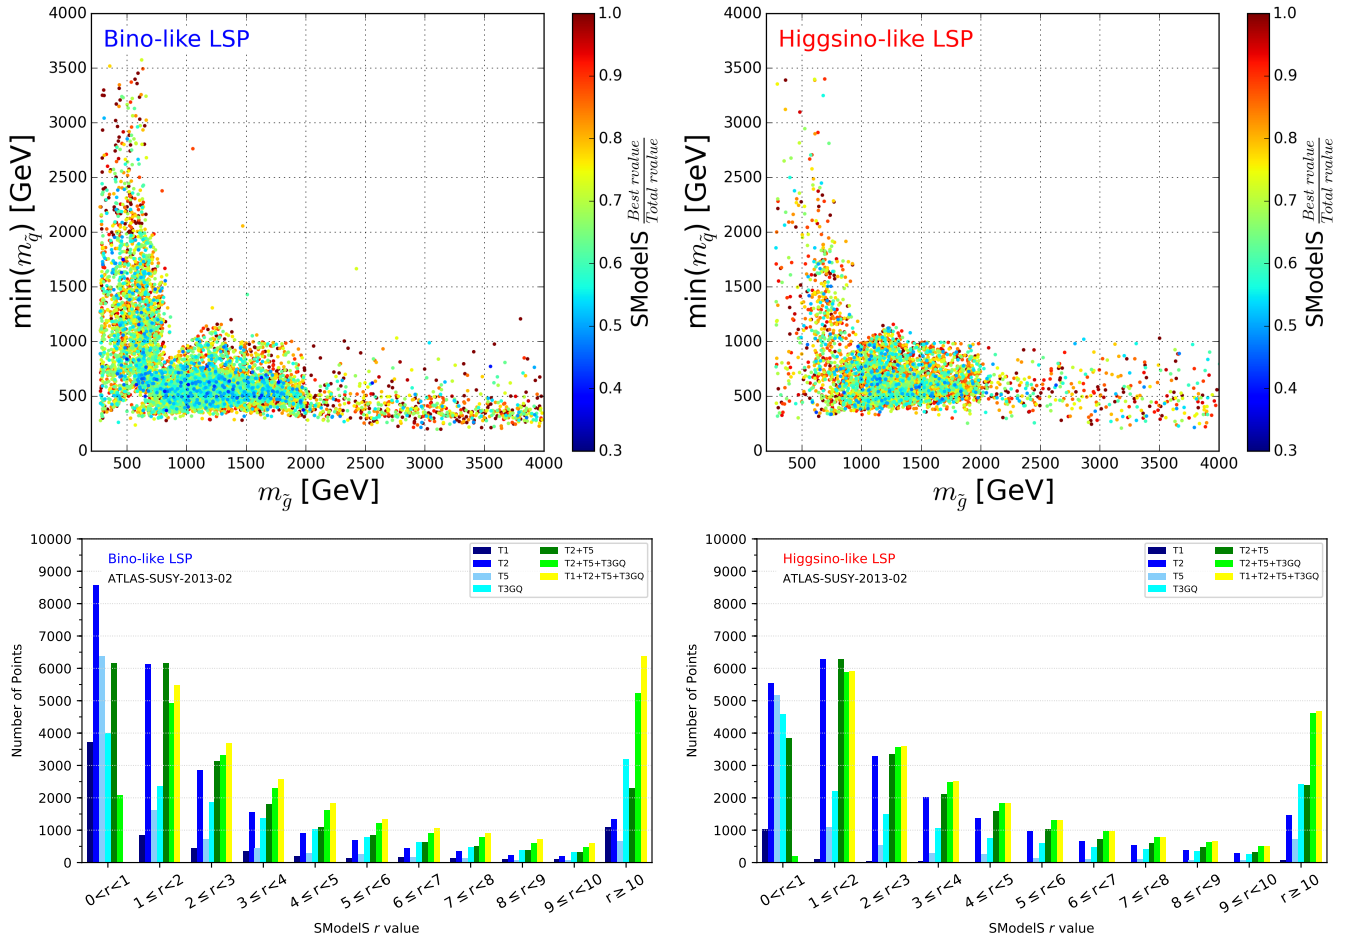 Bino-like LSP
4000
3500
3000
2500
2000
1500
1000
500
0
min(m_q̃) [GeV]
500 1000 1500 2000 2500 3000 3500 4000
m_g̃ [GeV]
1.0
0.9
0.8
0.7
0.6
0.5
0.4
0.3
SModelS Best rvalue / Total rvalue
Higgsino-like LSP
4000
3500
3000
2500
2000
1500
1000
500
0
min(m_q̃) [GeV]
500 1000 1500 2000 2500 3000 3500 4000
m_g̃ [GeV]
1.0
0.9
0.8
0.7
0.6
0.5
0.4
0.3
SModelS Best rvalue / Total rvalue
10000
9000
8000
7000
6000
5000
4000
3000
2000
1000
0
Number of Points
Bino-like LSP
ATLAS-SUSY-2013-02
T1
T2
T5
T3GQ
T2+T5
T2+T5+T3GQ
T1+T2+T5+T3GQ
0<r<1
1≤r<2
2≤r<3
3≤r<4
4≤r<5
5≤r<6
6≤r<7
7≤r<8
8≤r<9
9≤r<10
r≥10
SModelS r value
10000
9000
8000
7000
6000
5000
4000
3000
2000
1000
0
Number of Points
Higgsino-like LSP
ATLAS-SUSY-2013-02
T1
T2
T5
T3GQ
T2+T5
T2+T5+T3GQ
T1+T2+T5+T3GQ
0<r<1
1≤r<2
2≤r<3
3≤r<4
4≤r<5
5≤r<6
6≤r<7
7≤r<8
8≤r<9
9≤r<10
r≥10
SModelS r value